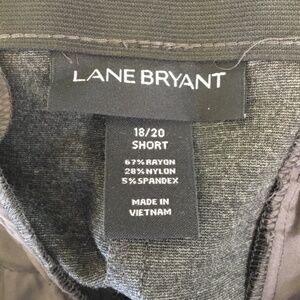 LANE BRYANT
18/20
SHORT
67% RAYON
28% NYLON
5% SPANDEX
MADE IN
VIETNAM